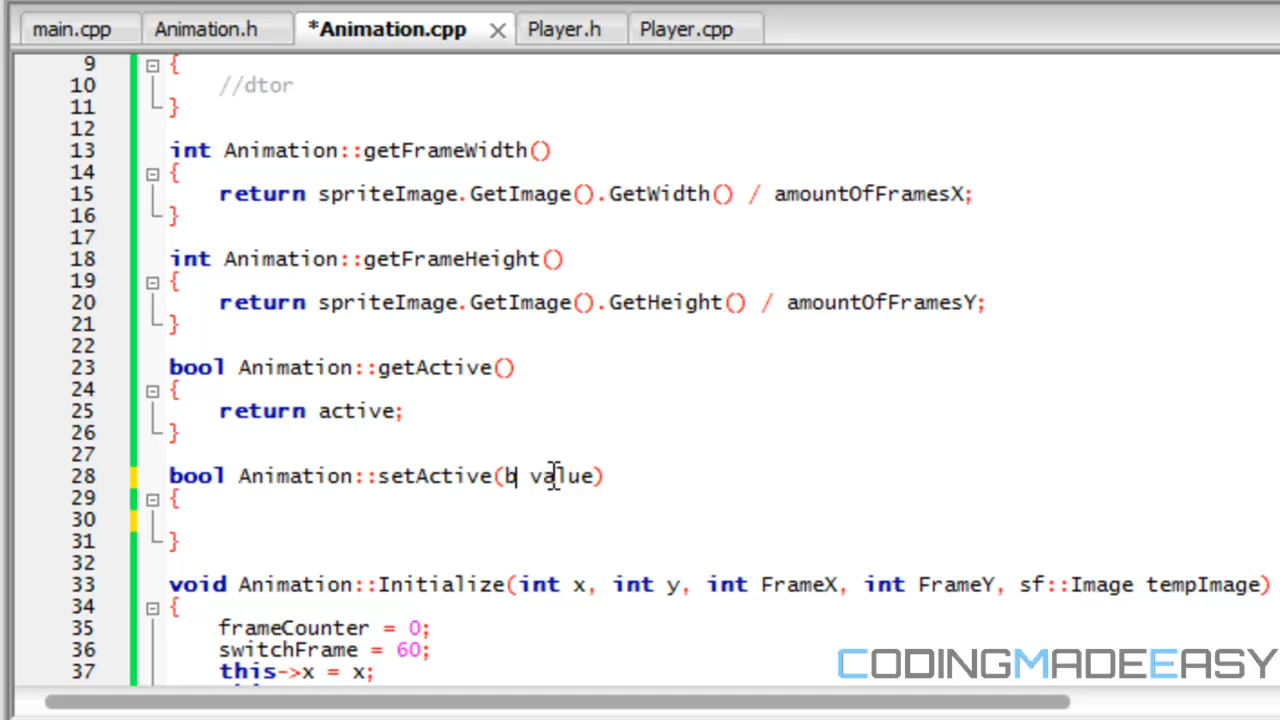 main.cpp Animation.h *Animation.cpp Player.h Player.cpp
9 {
10 //dtor
11 }
12
13 int Animation::getFrameWidth()
14 {
15 return spriteImage.GetImage().GetWidth() / amountOfFramesX;
16 }
17
18 int Animation::getFrameHeight()
19 {
20 return spriteImage.GetImage().GetHeight() / amountOfFramesY;
21 }
22
23 bool Animation::getActive()
24 {
25 return active;
26 }
27
28 bool Animation::setActive(b value)
29 {
30
31 }
32
33 void Animation::Initialize(int x, int y, int FrameX, int FrameY, sf::Image tempImage)
34 {
35 frameCounter = 0;
36 switchFrame = 60;
37 this->x = x;
CODINGMADEEASY